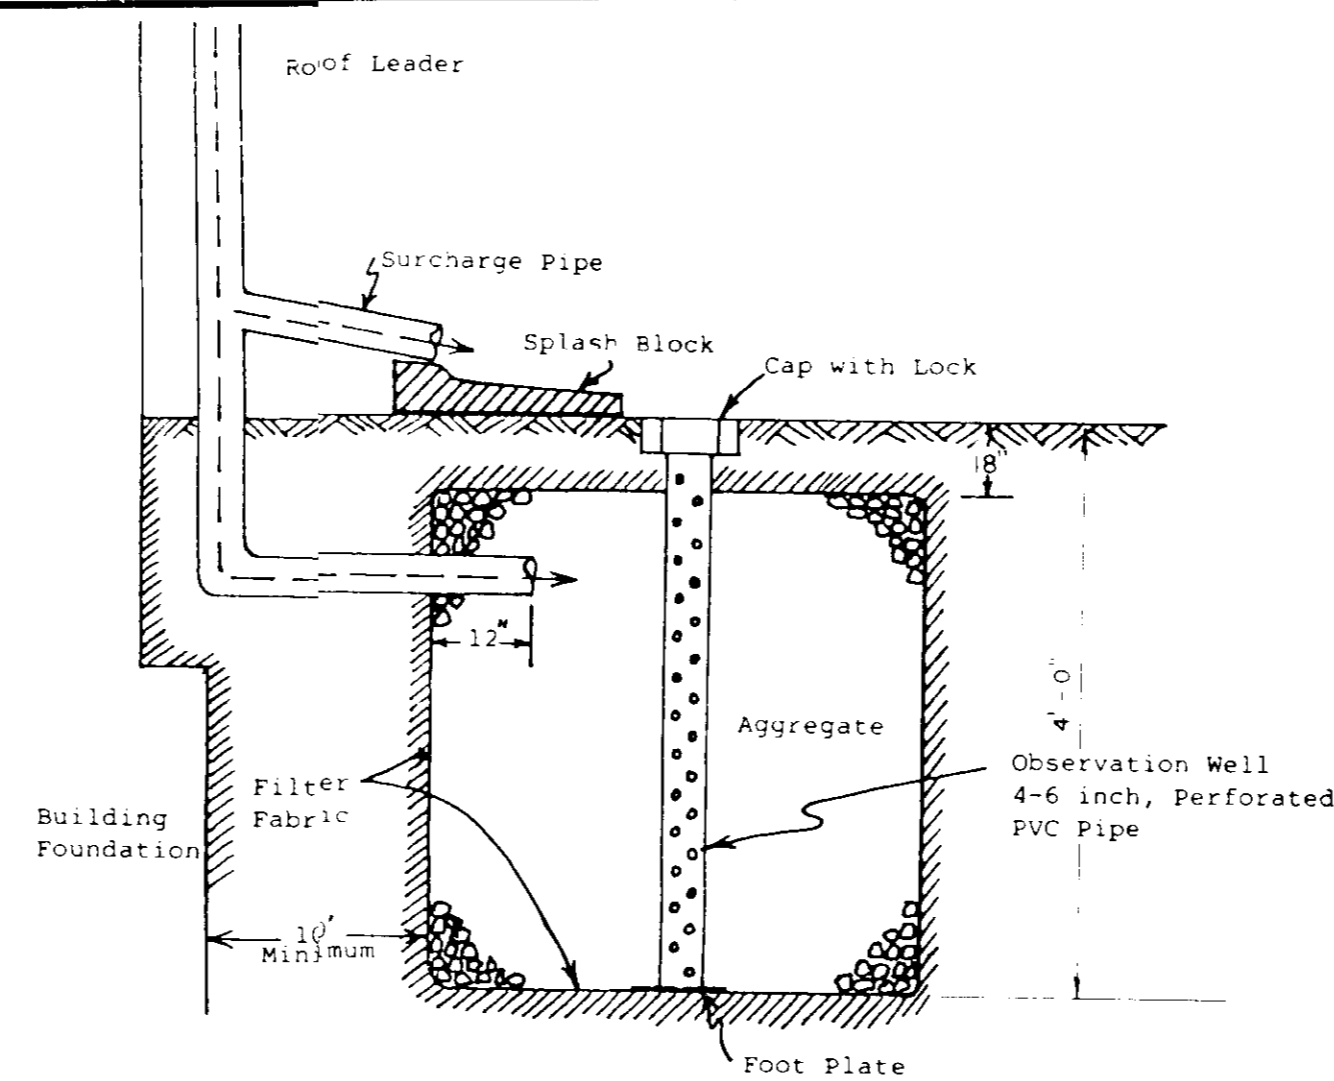 Roof Leader
Surcharge Pipe
Splash Block
Cap with Lock
18"
12"
4'-0"
Aggregate
Observation Well
4-6 inch, Perforated
PVC Pipe
Filter
Fabric
Building
Foundation
10'
Minimum
Foot Plate